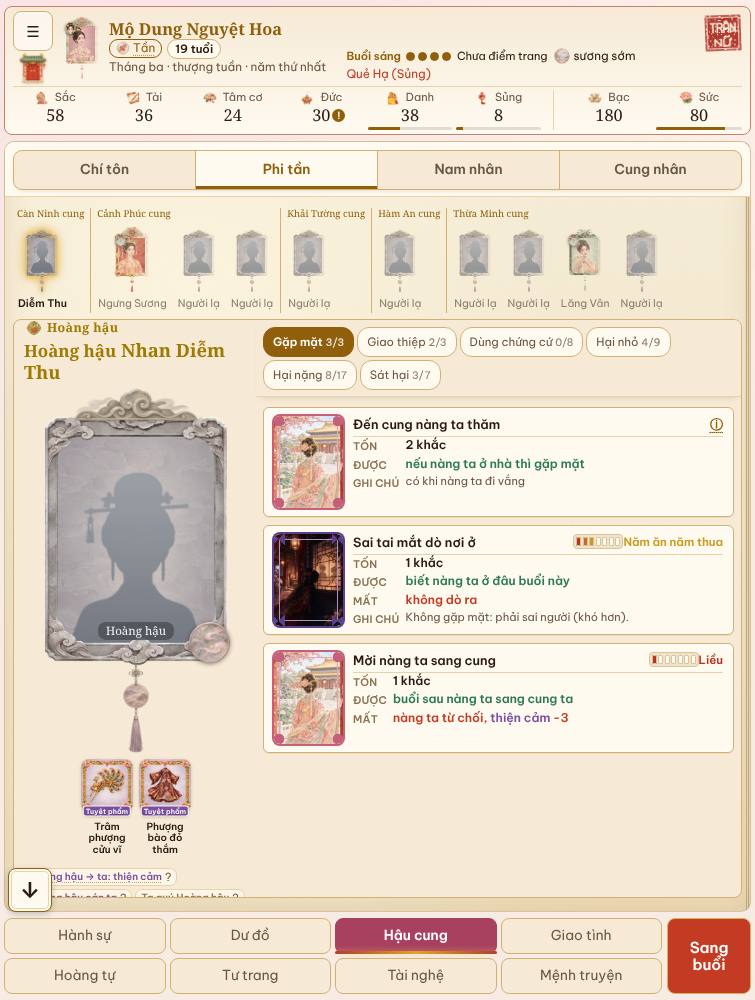 ☰
Mộ Dung Nguyệt Hoa
Tần 19 tuổi
Tháng ba · thượng tuần · năm thứ nhất
Buổi sáng Chưa điểm trang sương sớm
Quế Hạ (Sủng)
TRÂN NỮ
Sắc Tài Tâm cơ Đức Danh Sủng Bạc Sức
58 36 24 30 ! 38 8 180 80
Chí tôn Phi tần Nam nhân Cung nhân
Càn Ninh cung Cảnh Phúc cung Khải Tường cung Hàm An cung Thừa Minh cung
Diễm Thu Ngưng Sương Người lạ Người lạ Người lạ Người lạ Người lạ Người lạ Lăng Vân Người lạ
Hoàng hậu
Hoàng hậu Nhan Diễm
Thu
Hoàng hậu
Tuyệt phẩm Tuyệt phẩm
Trâm phượng cửu vĩ
Phượng bào đỏ thắm
ng hậu → ta: thiện cảm ?
Gặp mặt 3/3 Giao thiệp 2/3 Dùng chứng cứ 0/8 Hại nhỏ 4/9
Hại nặng 8/17 Sát hại 3/7
Đến cung nàng ta thăm ⓘ
TỐN 2 khắc
ĐƯỢC nếu nàng ta ở nhà thì gặp mặt
GHI CHÚ có khi nàng ta đi vắng
Sai tai mắt dò nơi ở Năm ăn năm thua
TỐN 1 khắc
ĐƯỢC biết nàng ta ở đâu buổi này
MẤT không dò ra
GHI CHÚ Không gặp mặt: phải sai người (khó hơn).
Mời nàng ta sang cung Liều
TỐN 1 khắc
ĐƯỢC buổi sau nàng ta sang cung ta
MẤT nàng ta từ chối, thiện cảm -3
Hành sự Dư đồ Hậu cung Giao tình
Hoàng tự Tư trang Tài nghệ Mệnh truyện
Sang
buổi